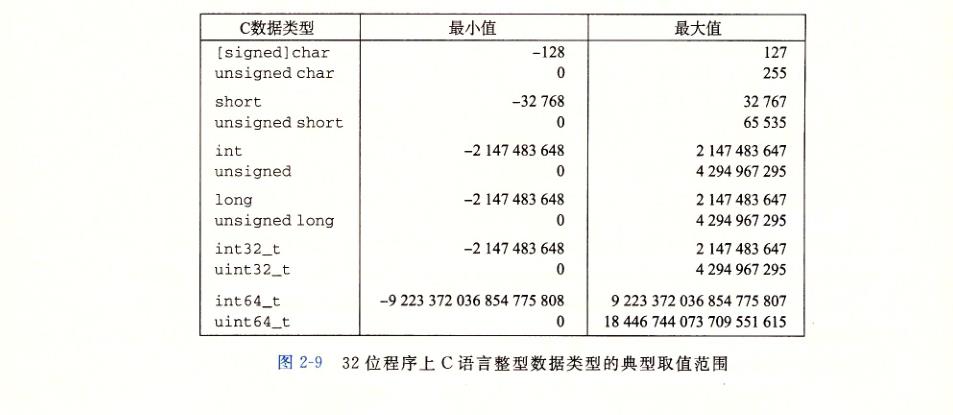 C数据类型 最小值 最大值
[signed]char −128 127
unsigned char 0 255
short −32 768 32 767
unsigned short 0 65 535
int −2 147 483 648 2 147 483 647
unsigned 0 4 294 967 295
long −2 147 483 648 2 147 483 647
unsigned long 0 4 294 967 295
int32_t −2 147 483 648 2 147 483 647
uint32_t 0 4 294 967 295
int64_t −9 223 372 036 854 775 808 9 223 372 036 854 775 807
uint64_t 0 18 446 744 073 709 551 615
图 2-9 32 位程序上 C 语言整型数据类型的典型取值范围